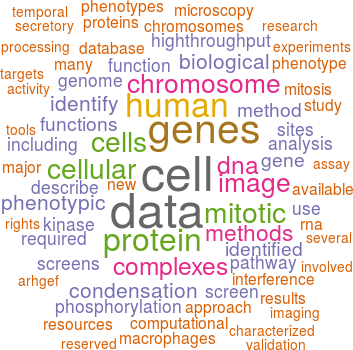 phenotypes microscopy
temporal
secretory proteins chromosomes research
processing database highthroughput experiments
targets many function biological phenotype
activity genome chromosome mitosis
identify human method study
tools functions cells genes sites
including analysis
major cellular cell dna gene assay
describe new image available
phenotypic data mitotic use
rights kinase methods rna
required protein identified several
screens complexes pathway involved
arhgef condensation screen interference
phosphorylation approach results
resources computational imaging
reserved macrophages characterized
validation